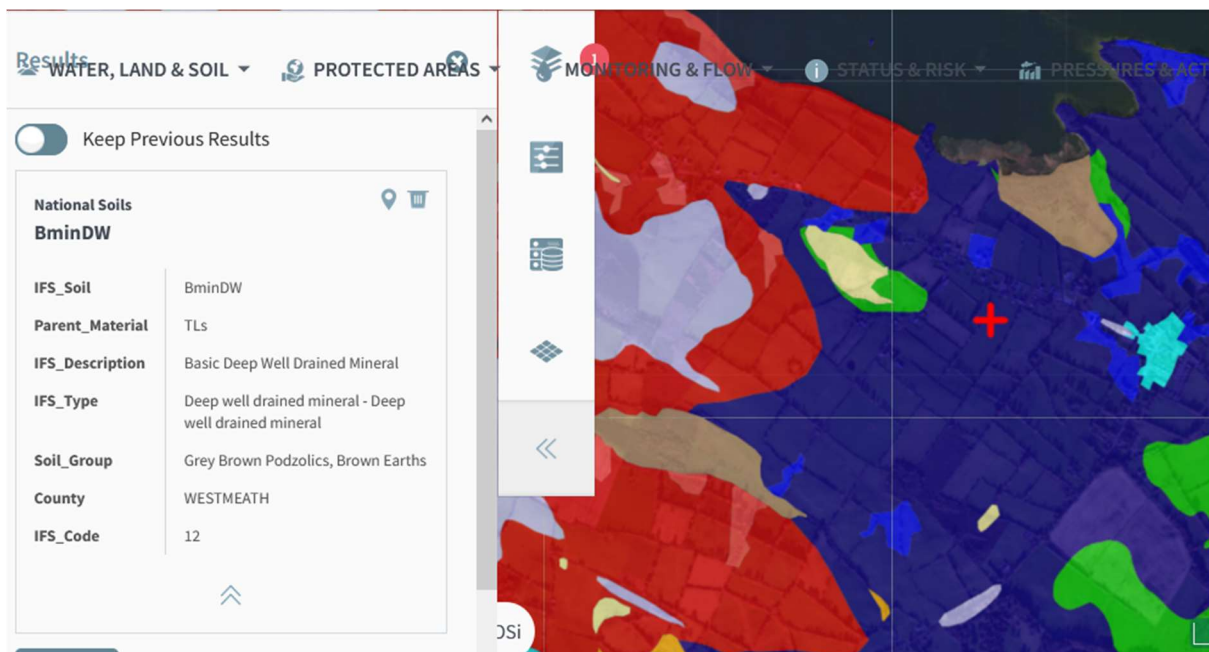 Results
WATER, LAND & SOIL
PROTECTED AREAS
MONITORING & FLOW
STATUS & RISK
PRESSURES & ACT
1
Keep Previous Results
National Soils
BminDW
IFS_Soil BminDW
Parent_Material TLs
IFS_Description Basic Deep Well Drained Mineral
IFS_Type Deep well drained mineral - Deep
well drained mineral
Soil_Group Grey Brown Podzolics, Brown Earths
County WESTMEATH
IFS_Code 12
OSi